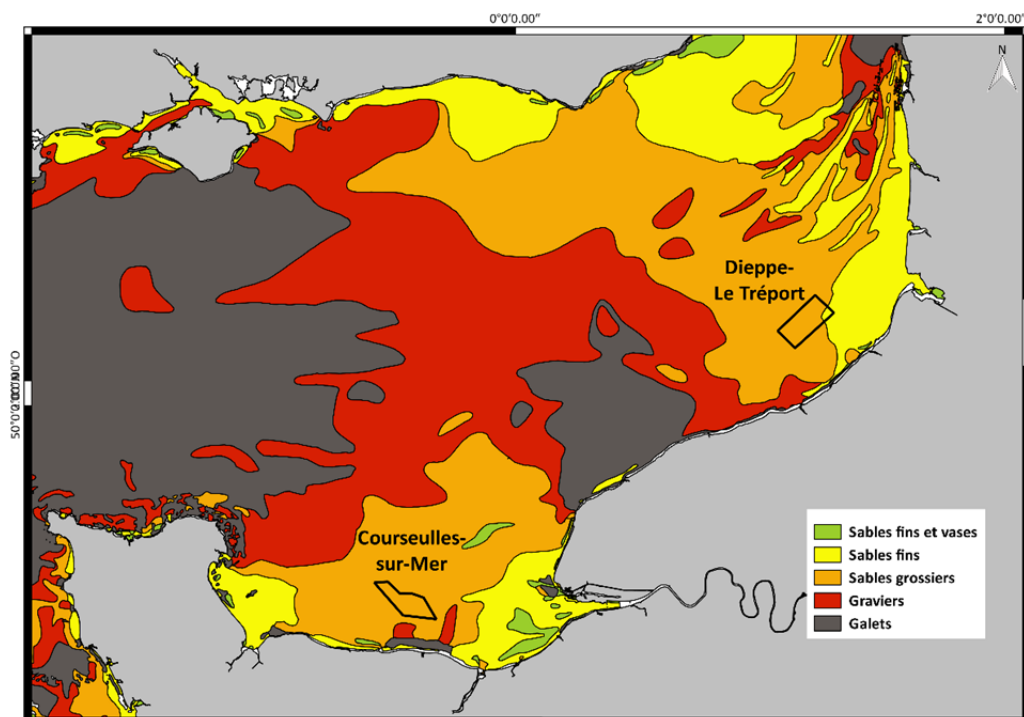 0°0'0.00"
2°0'0.00"
N
Dieppe-
Le Tréport
Courseulles-
sur-Mer
Sables fins et vases
Sables fins
Sables grossiers
Graviers
Galets